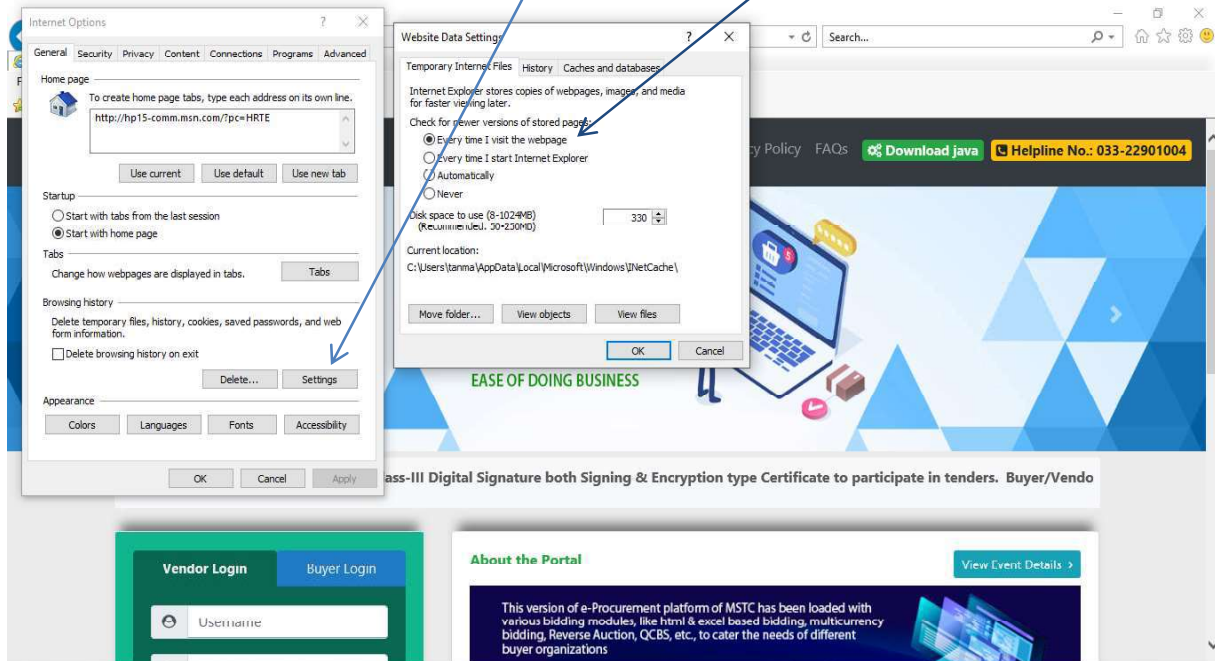 Internet Options
General Security Privacy Content Connections Programs Advanced
Home page
To create home page tabs, type each address on its own line.
http://hp15-comm.msn.com/?pc=HRTE
Use current Use default Use new tab
Startup
Start with tabs from the last session
Start with home page
Tabs
Change how webpages are displayed in tabs. Tabs
Browsing history
Delete temporary files, history, cookies, saved passwords, and web
form information.
Delete browsing history on exit
Delete... Settings
Appearance
Colors Languages Fonts Accessibility
OK Cancel Apply
Website Data Settings
Temporary Internet Files History Caches and databases
Internet Explorer stores copies of webpages, images, and media
for faster viewing later.
Check for newer versions of stored pages:
Every time I visit the webpage
Every time I start Internet Explorer
Automatically
Never
Disk space to use (8-1024MB) 330
(Recommended: 50-250MB)
Current location:
C:\Users\tanma\AppData\Local\Microsoft\Windows\INetCache\
Move folder... View objects View files
OK Cancel
Search...
cy Policy FAQs Download java Helpline No.: 033-22901004
5
EASE OF DOING BUSINESS
ass-III Digital Signature both Signing & Encryption type Certificate to participate in tenders. Buyer/Vendo
Vendor Login Buyer Login
Username
About the Portal View Event Details >
This version of e-Procurement platform of MSTC has been loaded with
various bidding modules, like html & excel based bidding, multicurrency
bidding, Reverse Auction, QCBS, etc., to cater the needs of different
buyer organizations